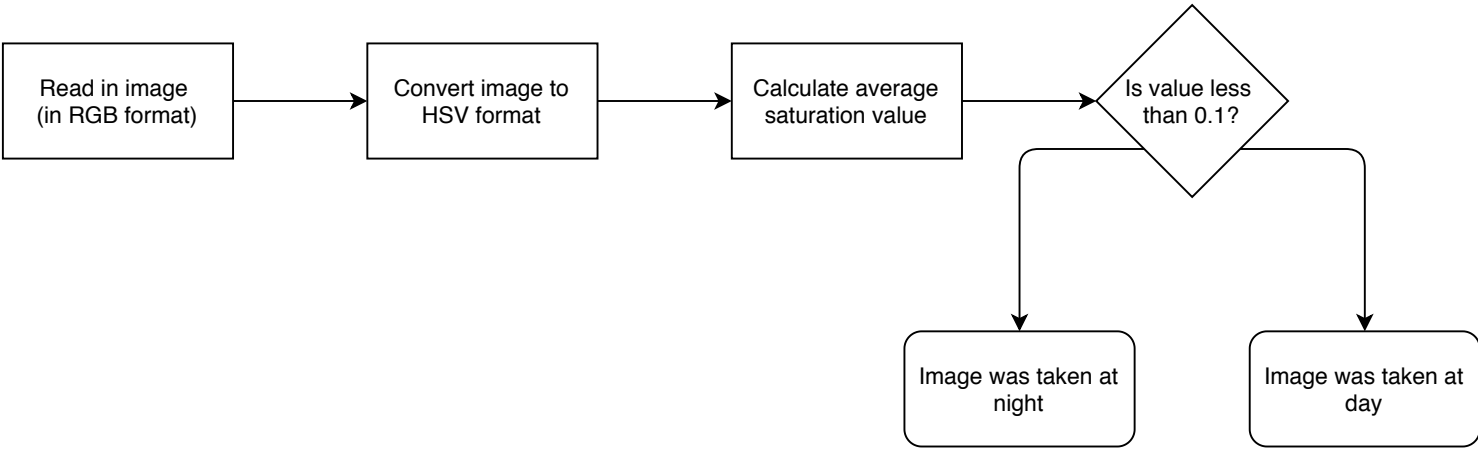 Read in image
(in RGB format)
Convert image to
HSV format
Calculate average
saturation value
Is value less
than 0.1?
Image was taken at
night
Image was taken at
day